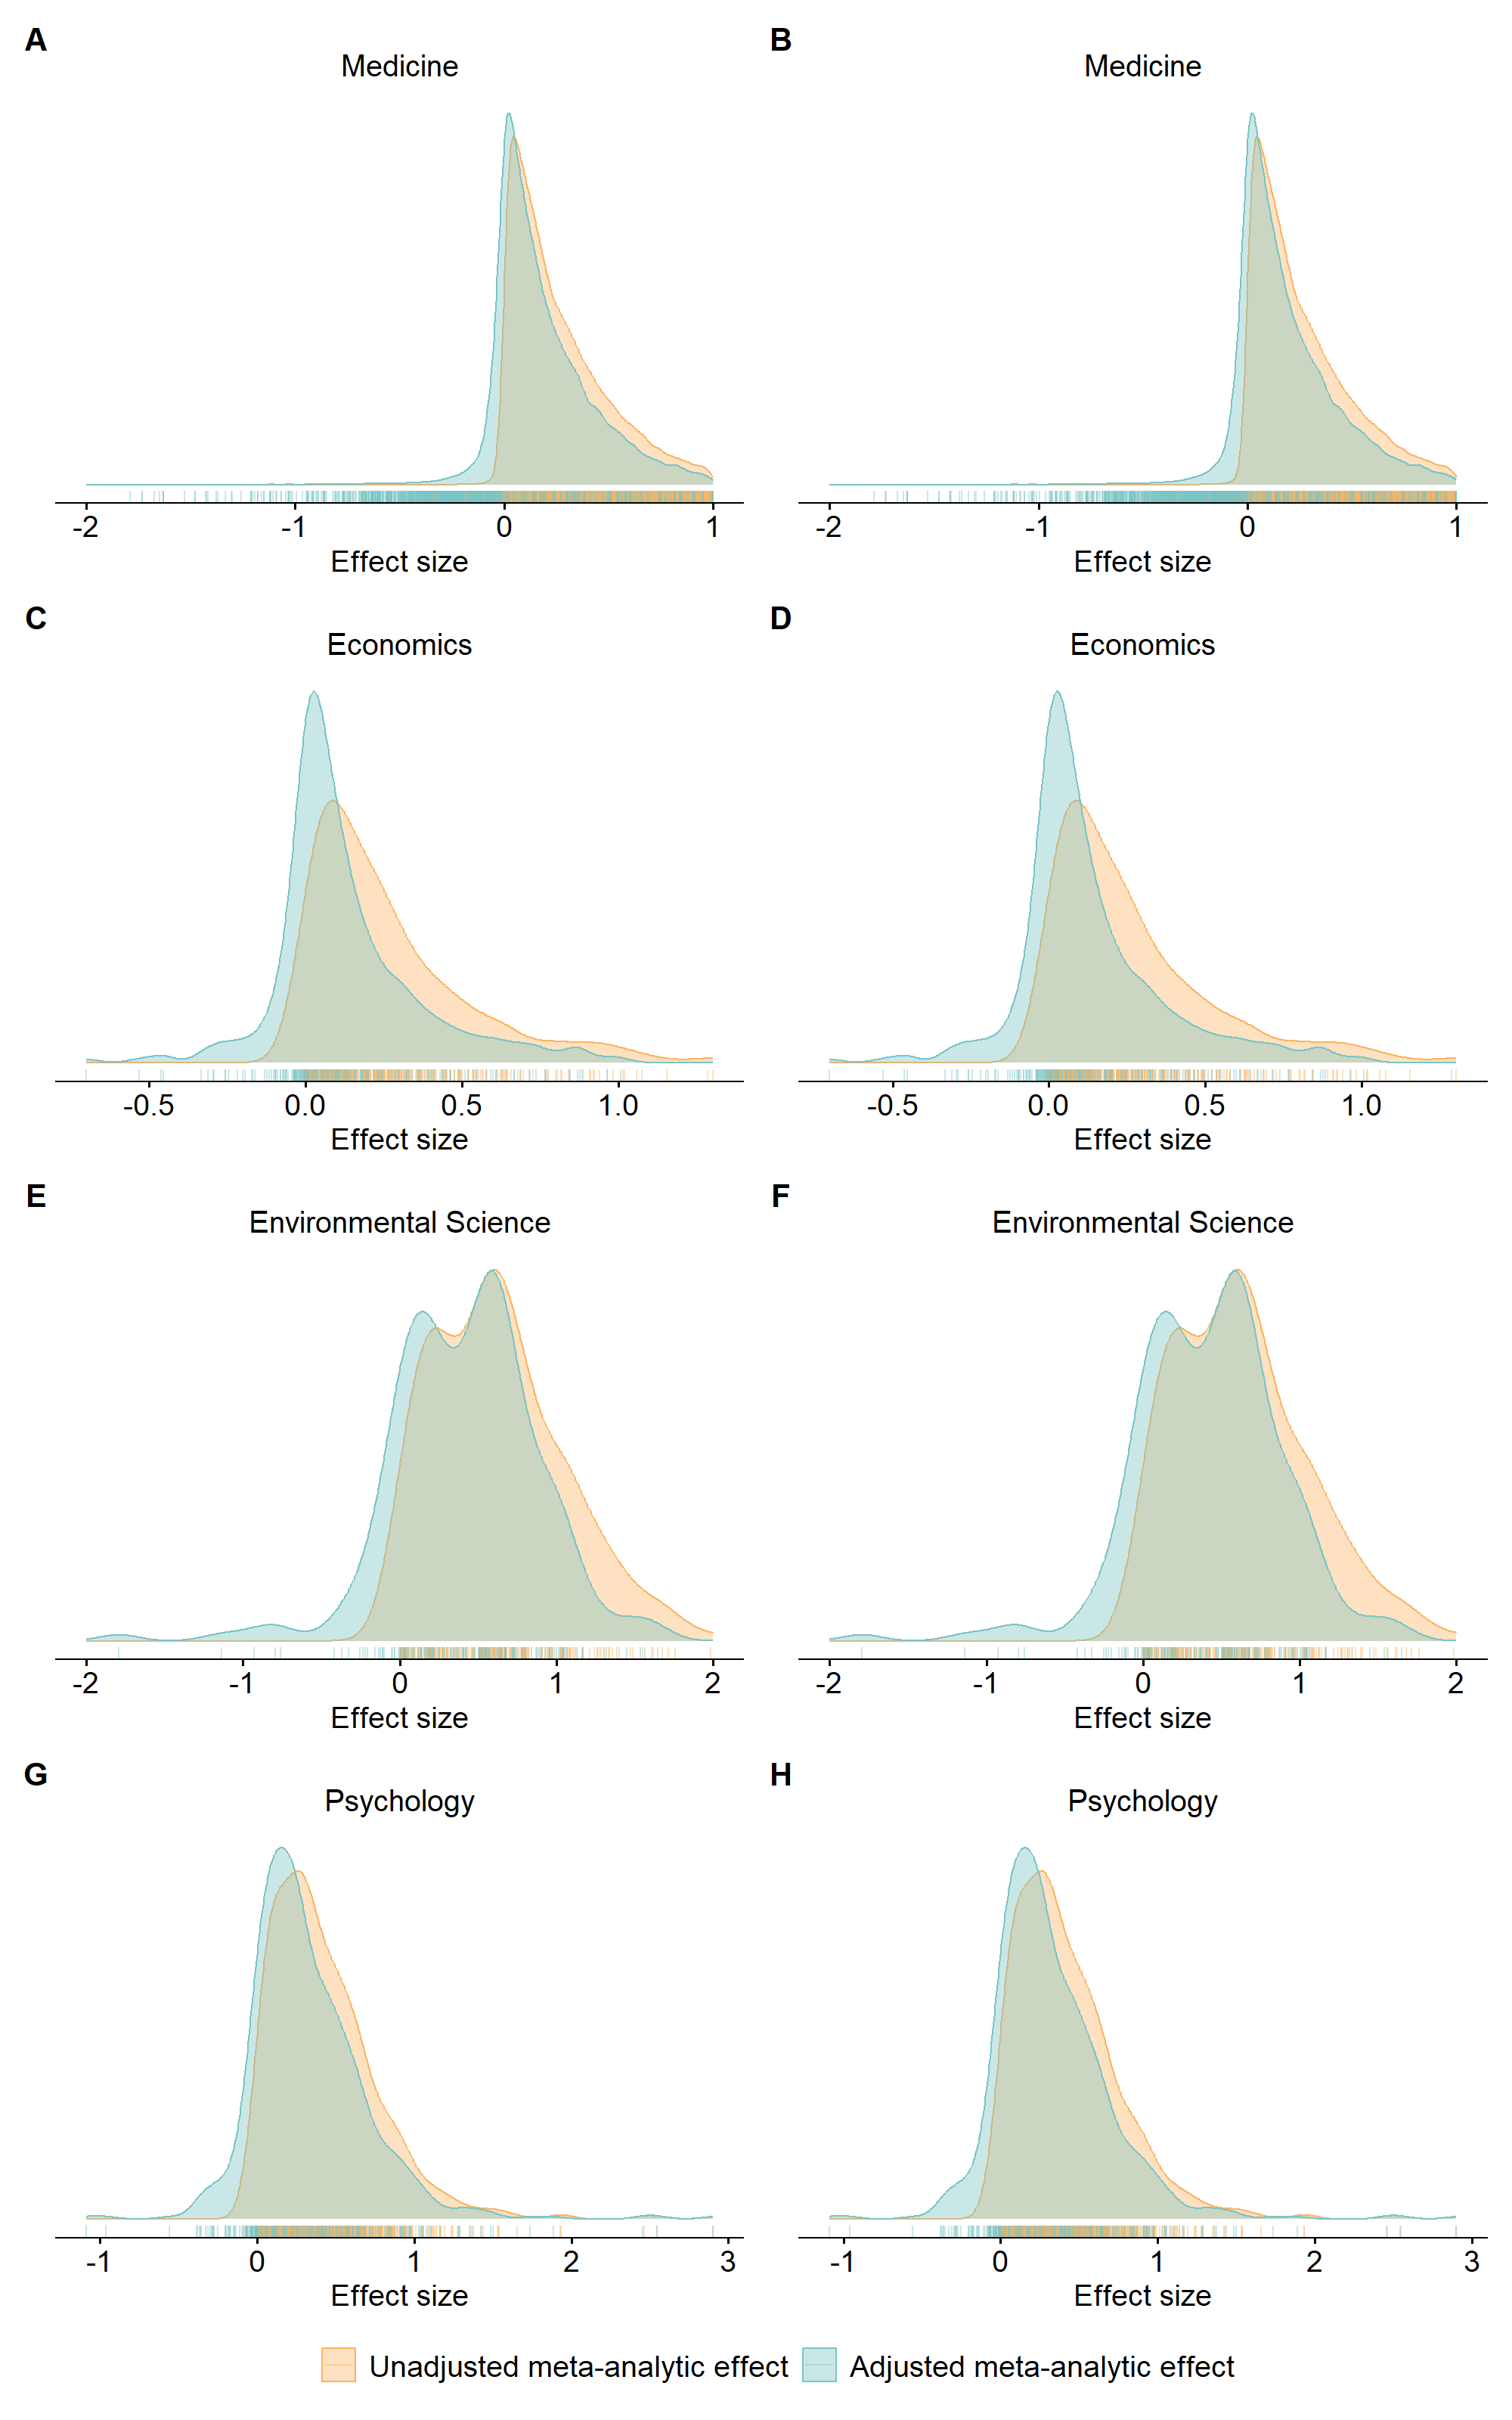 A B
Medicine Medicine
-2 -1 0 1 -2 -1 0 1
Effect size Effect size
C D
Economics Economics
-0.5 0.0 0.5 1.0 -0.5 0.0 0.5 1.0
Effect size Effect size
E F
Environmental Science Environmental Science
-2 -1 0 1 2 -2 -1 0 1 2
Effect size Effect size
G H
Psychology Psychology
-1 0 1 2 3 -1 0 1 2 3
Effect size Effect size
Unadjusted meta-analytic effect Adjusted meta-analytic effect